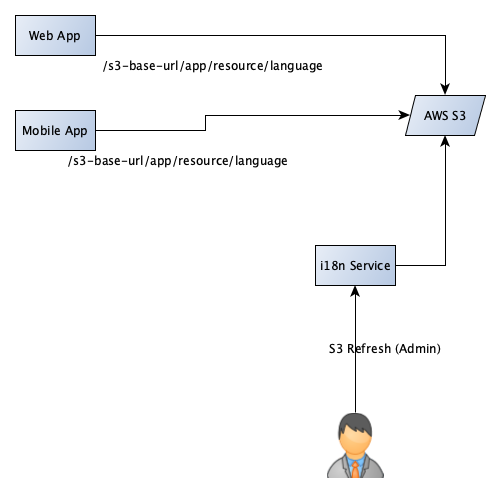 Web App
/s3-base-url/app/resource/language
AWS S3
Mobile App
/s3-base-url/app/resource/language
i18n Service
S3 Refresh (Admin)